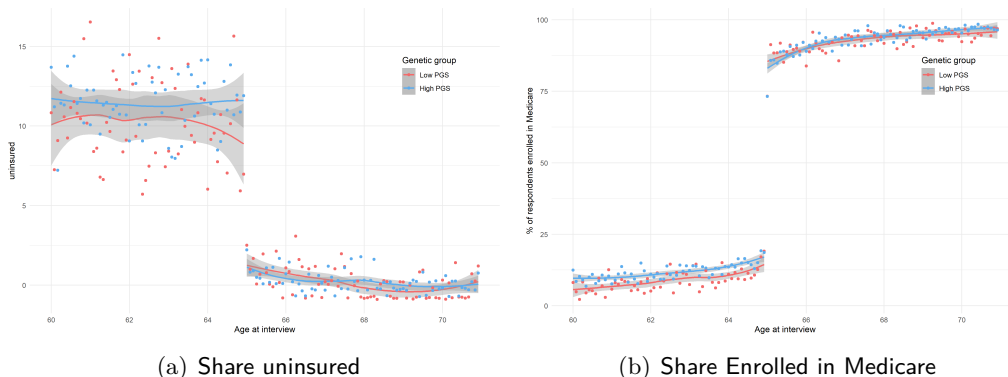 Genetic group
Low PGS
High PGS
uninsured
15
10
5
0
60
62
64
66
68
70
Age at interview
(a) Share uninsured
Genetic group
Low PGS
High PGS
% of respondents enrolled in Medicare
100
75
50
25
0
60
62
64
66
68
70
Age at interview
(b) Share Enrolled in Medicare